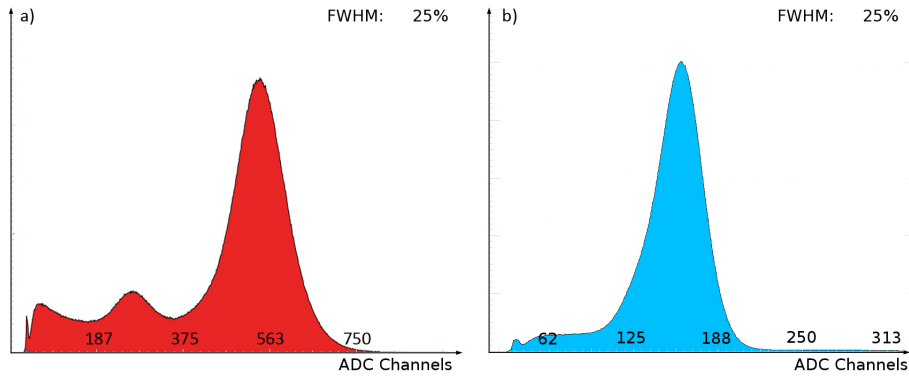 a) FWHM: 25%
187 375 563 750
ADC Channels
b) FWHM: 25%
62 125 188 250 313
ADC Channels